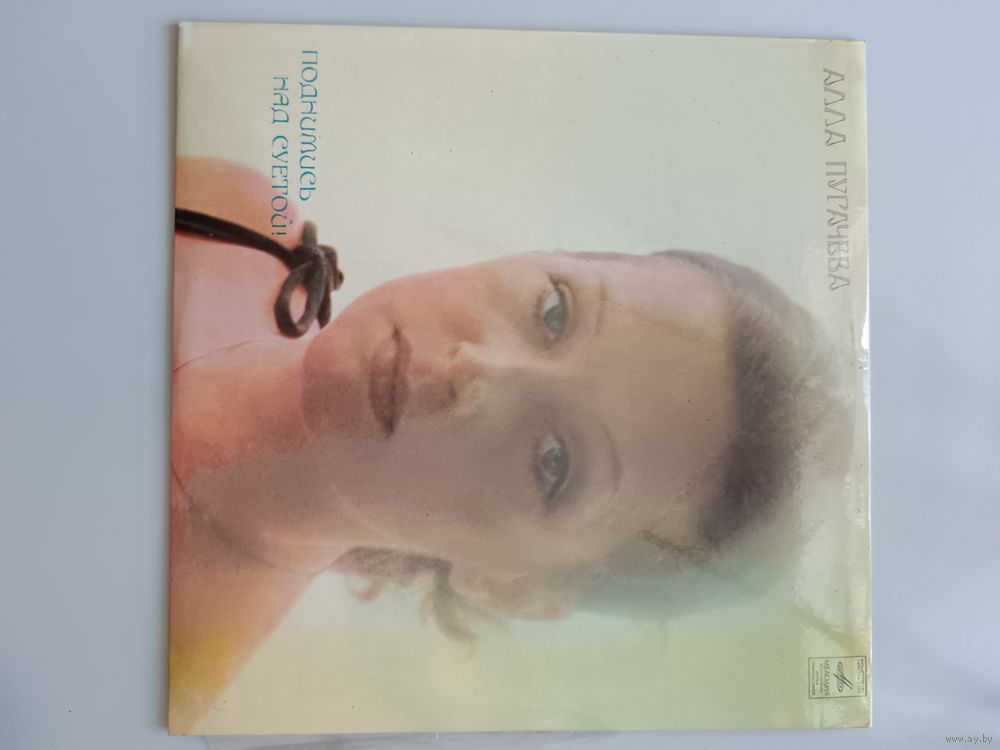 АЛЛА ПУГАЧЕВА
ПОДНИМИСЬ
НАД СУЕТОЙ!
МЕЛОДИЯ
www.ay.by